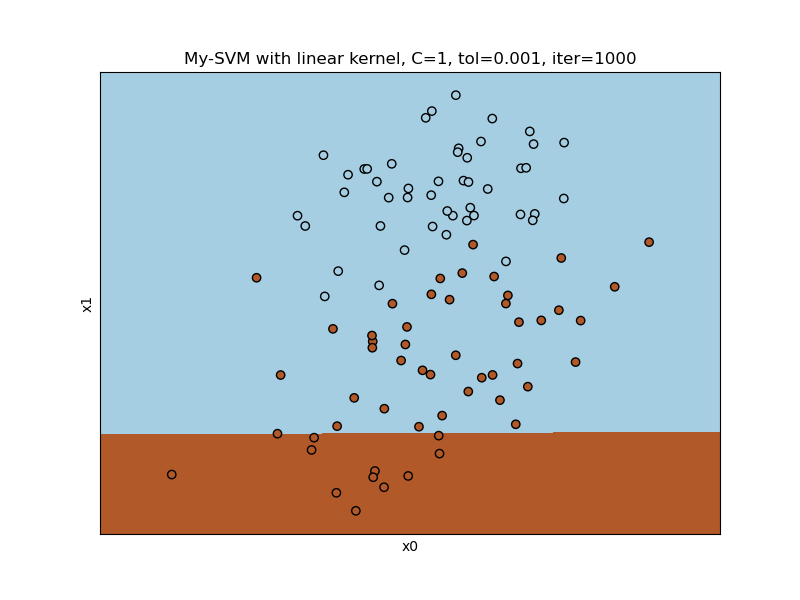 My-SVM with linear kernel, C=1, tol=0.001, iter=1000
x1
x0